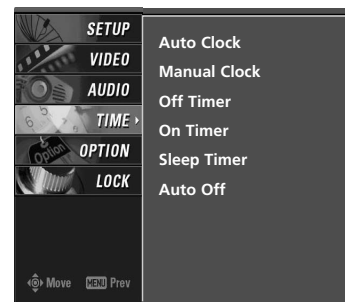 SETUP
VIDEO
AUDIO
TIME
OPTION
LOCK
Auto Clock
Manual Clock
Off Timer
On Timer
Sleep Timer
Auto Off
Option
Move MENU Prev